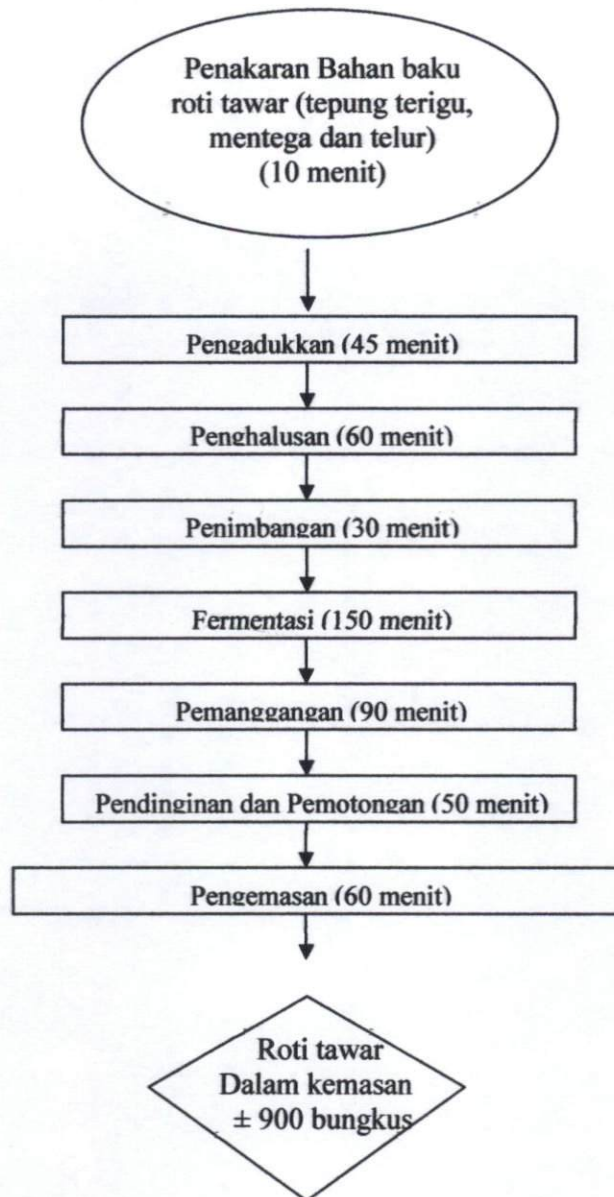 Penakaran Bahan baku
roti tawar (tepung terigu,
mentega dan telur)
(10 menit)
Pengadukkan (45 menit)
Penghalusan (60 menit)
Penimbangan (30 menit)
Fermentasi (150 menit)
Pemanggangan (90 menit)
Pendinginan dan Pemotongan (50 menit)
Pengemasan (60 menit)
Roti tawar
Dalam kemasan
± 900 bungkus